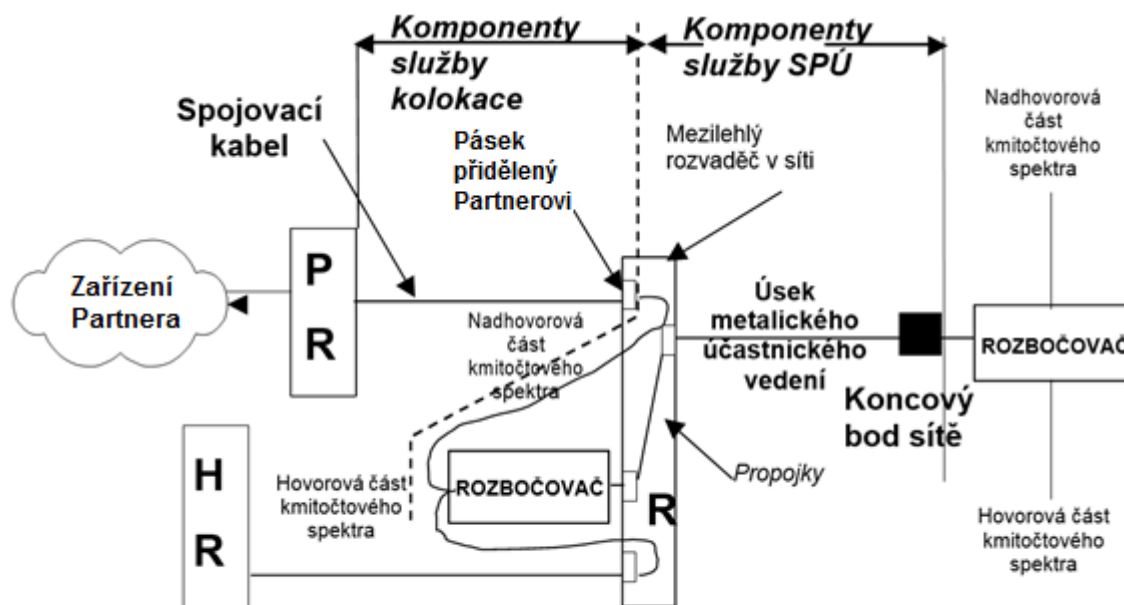 Komponenty
služby
kolokace
Komponenty
služby SPÚ
Nadhovorová
část
kmitočtového
spektra
Spojovací
kabel
Pásek
přidělený
Partnerovi
Mezilehlý
rozvaděč v síti
Zařízení
Partnera
P
R
Nadhovorová
část
kmitočtového
spektra
Úsek
metalického
účastnického
vedení
ROZBOČOVAČ
Koncový
bod sítě
H
R
Hovorová část
kmitočtového
spektra
ROZBOČOVAČ
R
Propojky
Hovorová část
kmitočtového
spektra